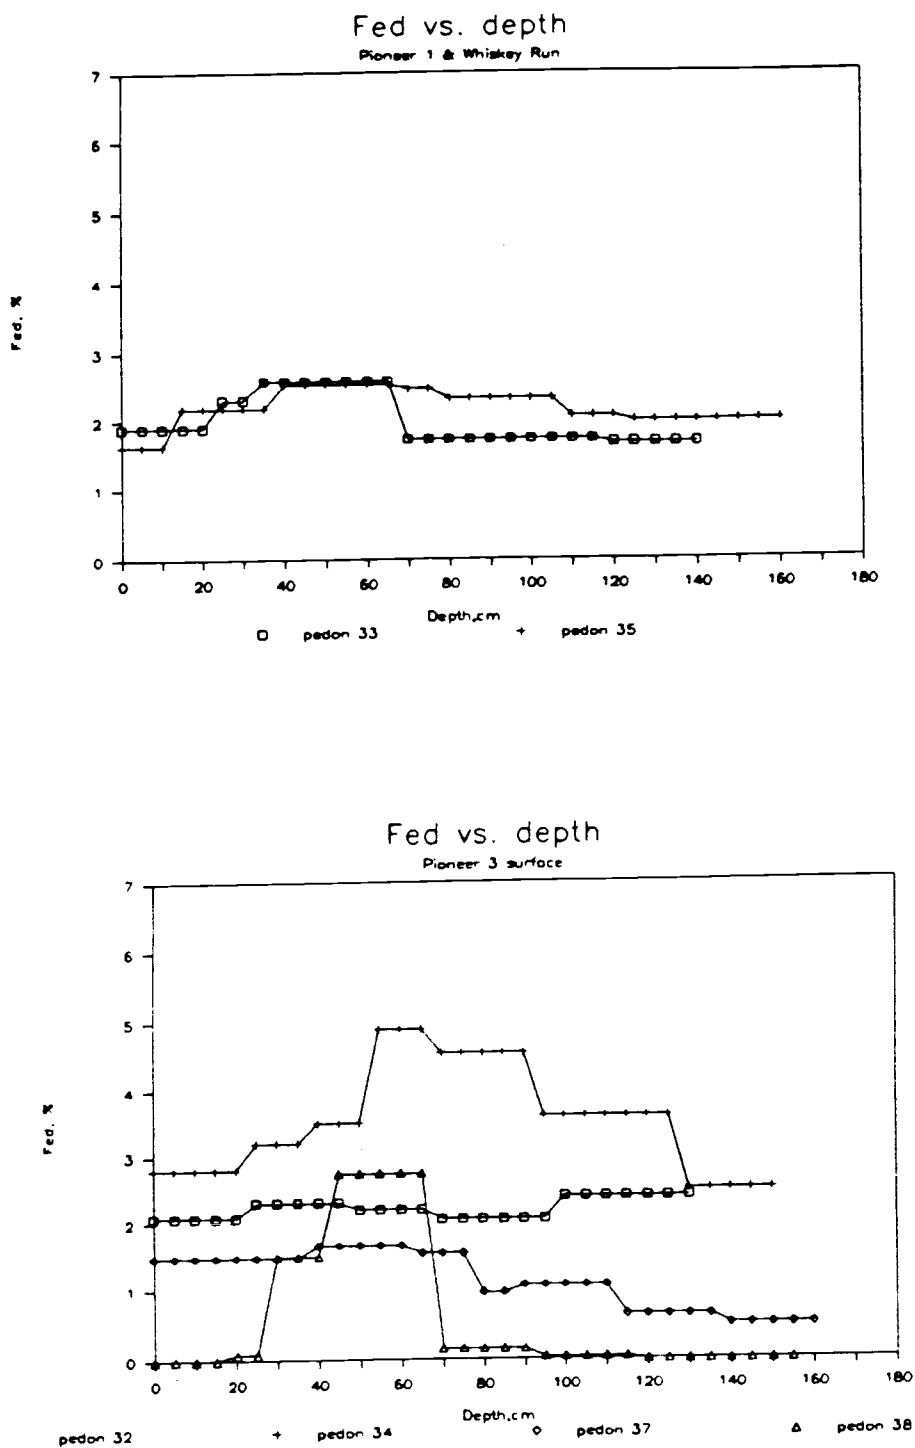 Fed vs. depth
Pioneer 1 & Whiskey Run
7
6
5
4
3
2
1
0
Fed. %
0 20 40 60 80 100 120 140 160 180
Depth,cm
pedon 33 pedon 35
Fed vs. depth
Pioneer 3 surface
7
6
5
4
3
2
1
0
Fed. %
0 20 40 60 80 100 120 140 160 180
Depth,cm
pedon 32 pedon 34 pedon 37 pedon 38